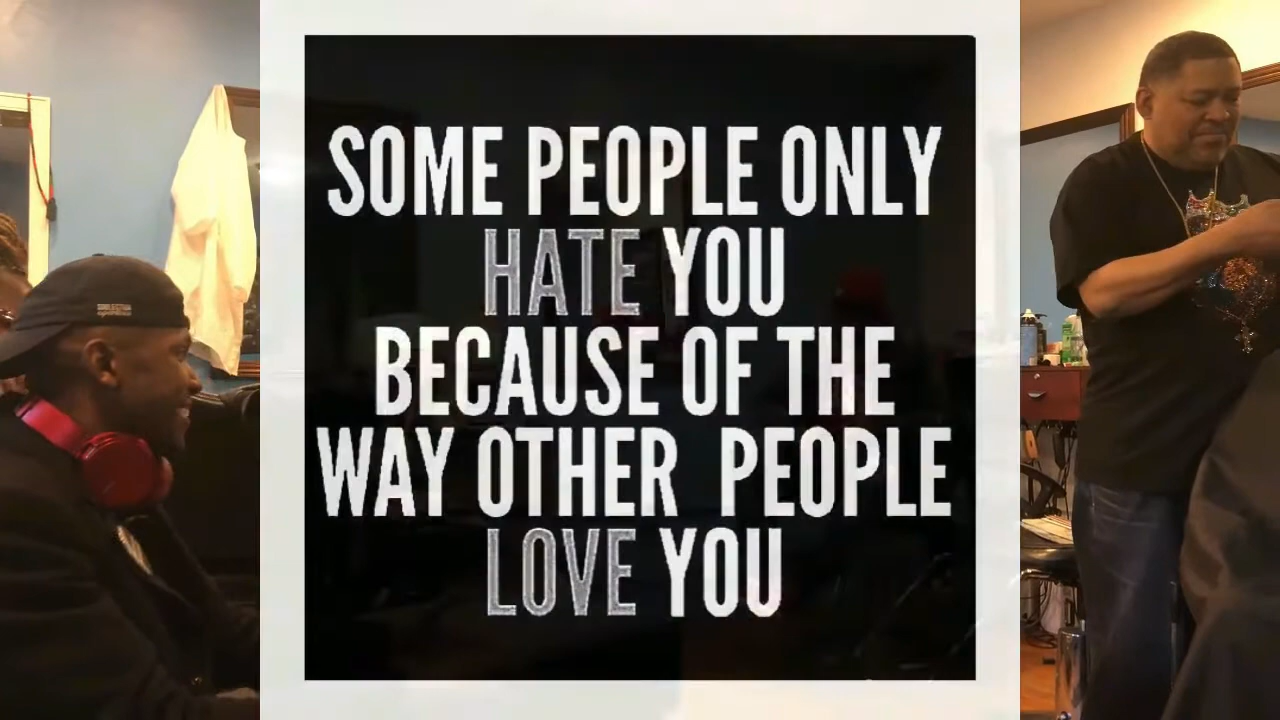 SOME PEOPLE ONLY
HATE YOU
BECAUSE OF THE
WAY OTHER PEOPLE
LOVE YOU